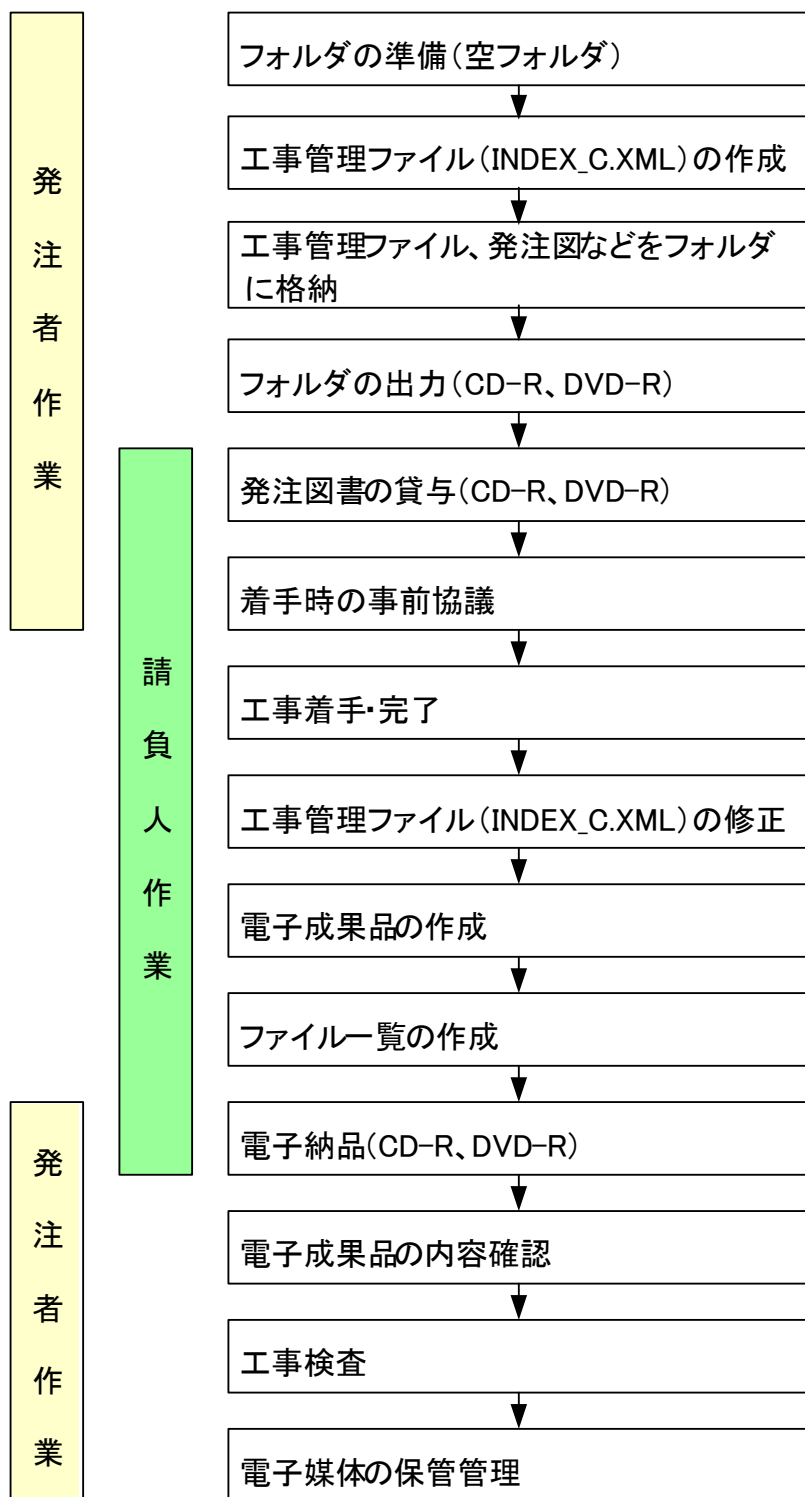 発注者作業
フォルダの準備（空フォルダ）
工事管理ファイル（INDEX_C.XML）の作成
工事管理ファイル、発注図などをフォルダ
に格納
フォルダの出力（CD-R、DVD-R）
請負人作業
発注図書の貸与（CD-R、DVD-R）
着手時の事前協議
工事着手・完了
工事管理ファイル（INDEX_C.XML）の修正
電子成果品の作成
ファイル一覧の作成
発注者作業
電子納品（CD-R、DVD-R）
電子成果品の内容確認
工事検査
電子媒体の保管管理